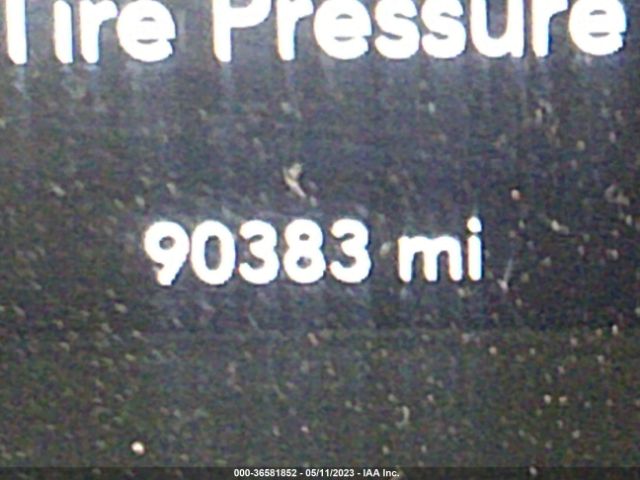 Tire Pressure
90383 mi
000-36581852 - 05/11/2023 - IAA Inc.